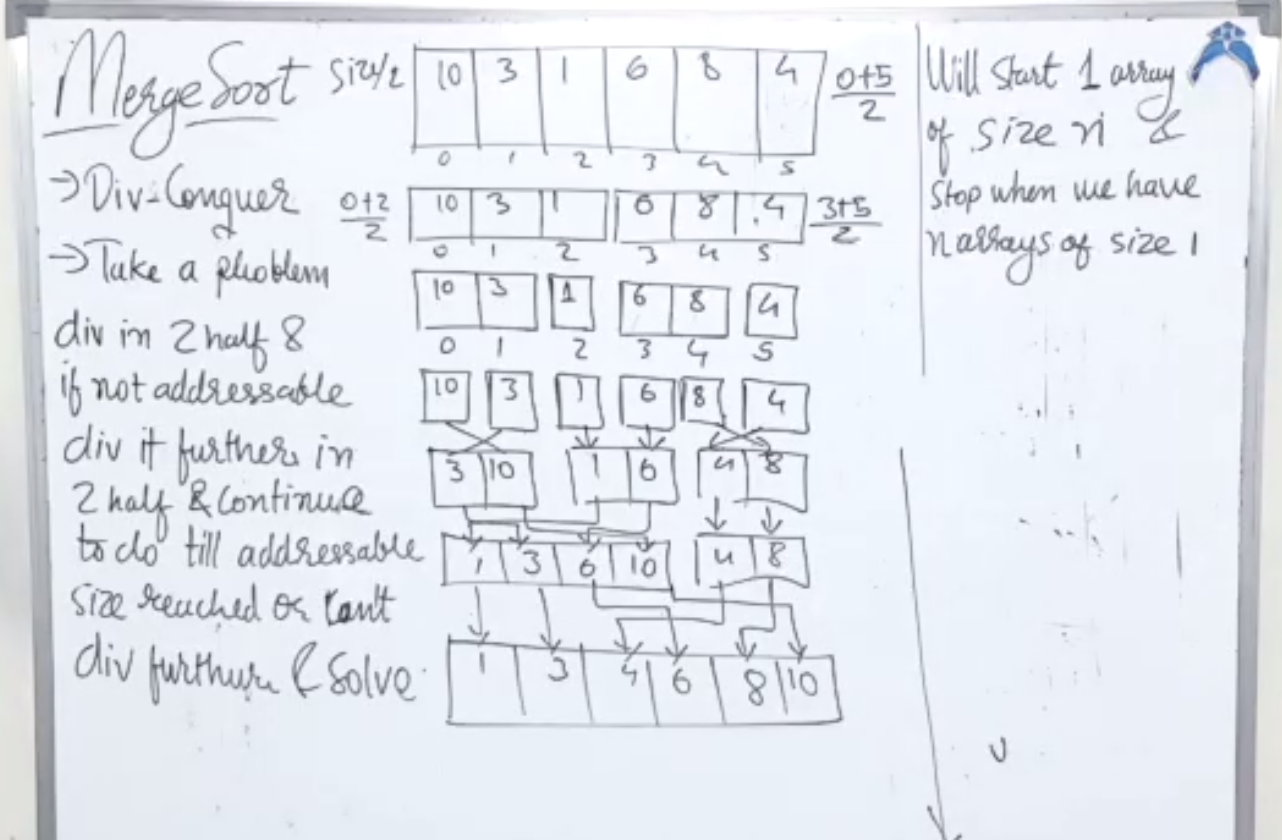 MergeSort
→Div-Conquer
→Take a problem
div in 2 half &
if not addressable
div it further in
2 half & Continue
to do till addressable
size reached or Can't
div further & Solve
size/2
10 3 1 6 8 4
0 1 2 3 4 5
0+5
2
0+2
2
10 3 1
6 8 4
3+5
2
0 1 2 3 4 5
10 3
1
6 8
4
0 1 2 3 4 5
10 3 1 6 8 4
3 10
1 6
4 8
1 3 6 10
4 8
1 3 4 6 8 10
Will Start 1 array
of size n &
Stop when we have
n arrays of size 1